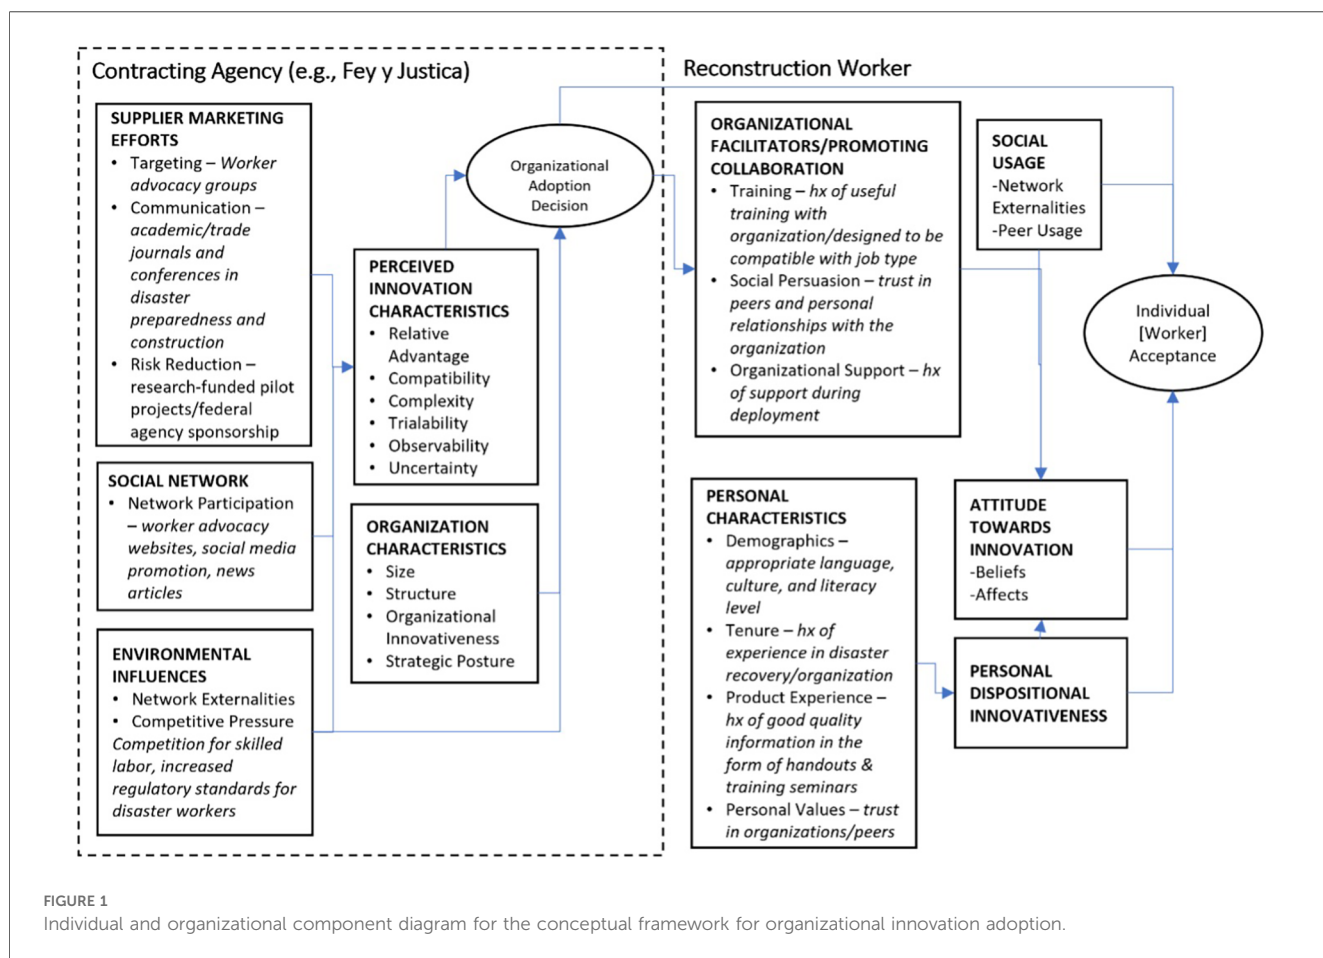 Contracting Agency (e.g., Fey y Justica)
SUPPLIER MARKETING
EFFORTS
• Targeting – Worker
advocacy groups
• Communication –
academic/trade
journals and
conferences in
disaster
preparedness and
construction
• Risk Reduction –
research-funded pilot
projects/federal
agency sponsorship
SOCIAL NETWORK
• Network Participation
– worker advocacy
websites, social media
promotion, news
articles
ENVIRONMENTAL
INFLUENCES
• Network Externalities
• Competitive Pressure
Competition for skilled
labor, increased
regulatory standards for
disaster workers
PERCEIVED
INNOVATION
CHARACTERISTICS
• Relative
Advantage
• Compatibility
• Complexity
• Trialability
• Observability
• Uncertainty
ORGANIZATION
CHARACTERISTICS
• Size
• Structure
• Organizational
Innovativeness
• Strategic Posture
Organizational
Adoption
Decision
Reconstruction Worker
ORGANIZATIONAL
FACILITATORS/PROMOTING
COLLABORATION
• Training – hx of useful
training with
organization/designed to be
compatible with job type
• Social Persuasion – trust in
peers and personal
relationships with the
organization
• Organizational Support – hx
of support during
deployment
PERSONAL
CHARACTERISTICS
• Demographics –
appropriate language,
culture, and literacy
level
• Tenure – hx of
experience in disaster
recovery/organization
• Product Experience –
hx of good quality
information in the
form of handouts &
training seminars
• Personal Values – trust
in organizations/peers
SOCIAL
USAGE
-Network
Externalities
-Peer Usage
Individual
[Worker]
Acceptance
ATTITUDE
TOWARDS
INNOVATION
-Beliefs
-Affects
PERSONAL
DISPOSITIONAL
INNOVATIVENESS
FIGURE 1
Individual and organizational component diagram for the conceptual framework for organizational innovation adoption.